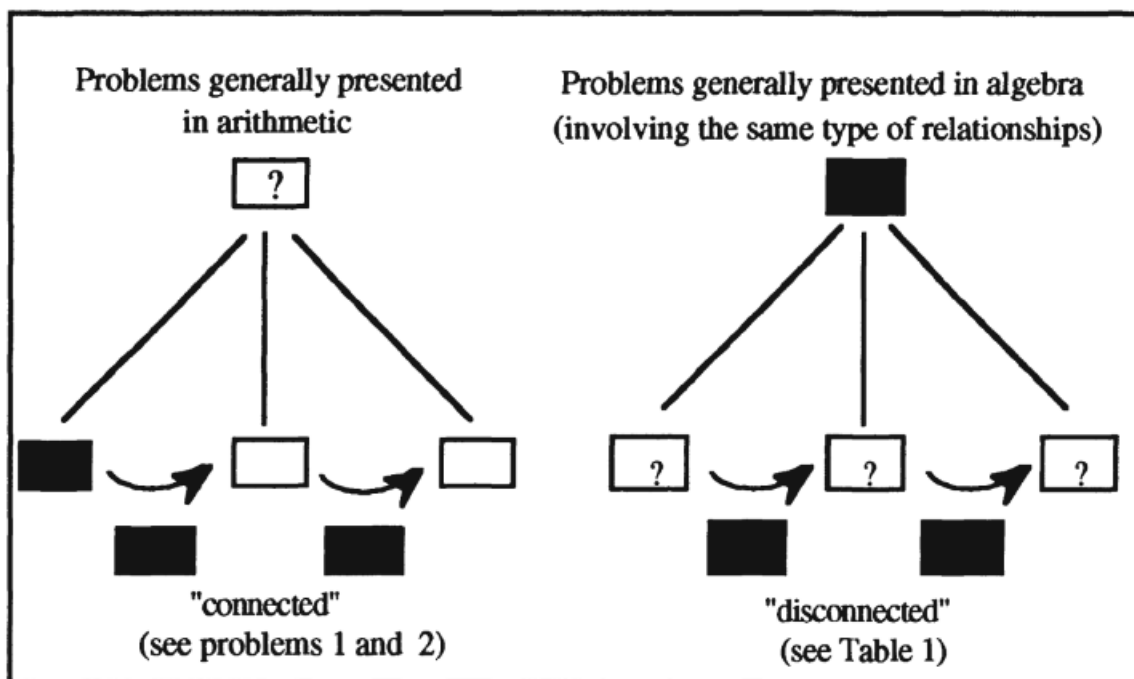 Problems generally presented
in arithmetic
?
Problems generally presented in algebra
(involving the same type of relationships)
? ? ?
"connected"
(see problems 1 and 2)
"disconnected"
(see Table 1)